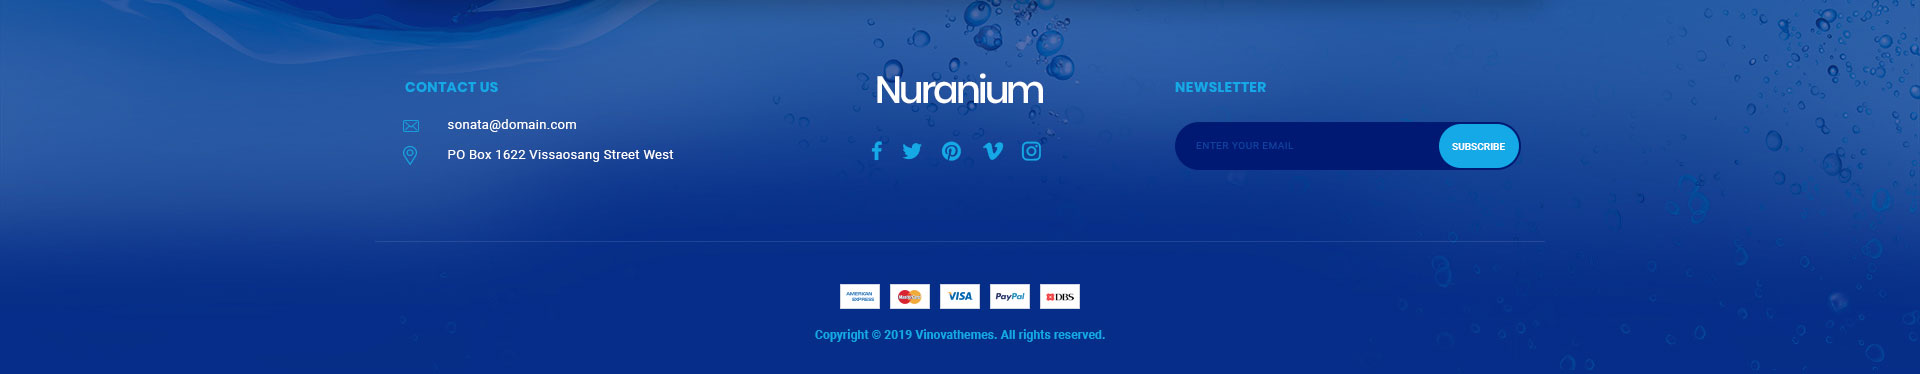 CONTACT US
sonata@domain.com
PO Box 1622 Vissaosang Street West
Nuranium
NEWSLETTER
ENTER YOUR EMAIL
SUBSCRIBE
AMERICAN
EXPRESS
MasterCard
VISA
PayPal
DBS
Copyright © 2019 Vinovathemes. All rights reserved.